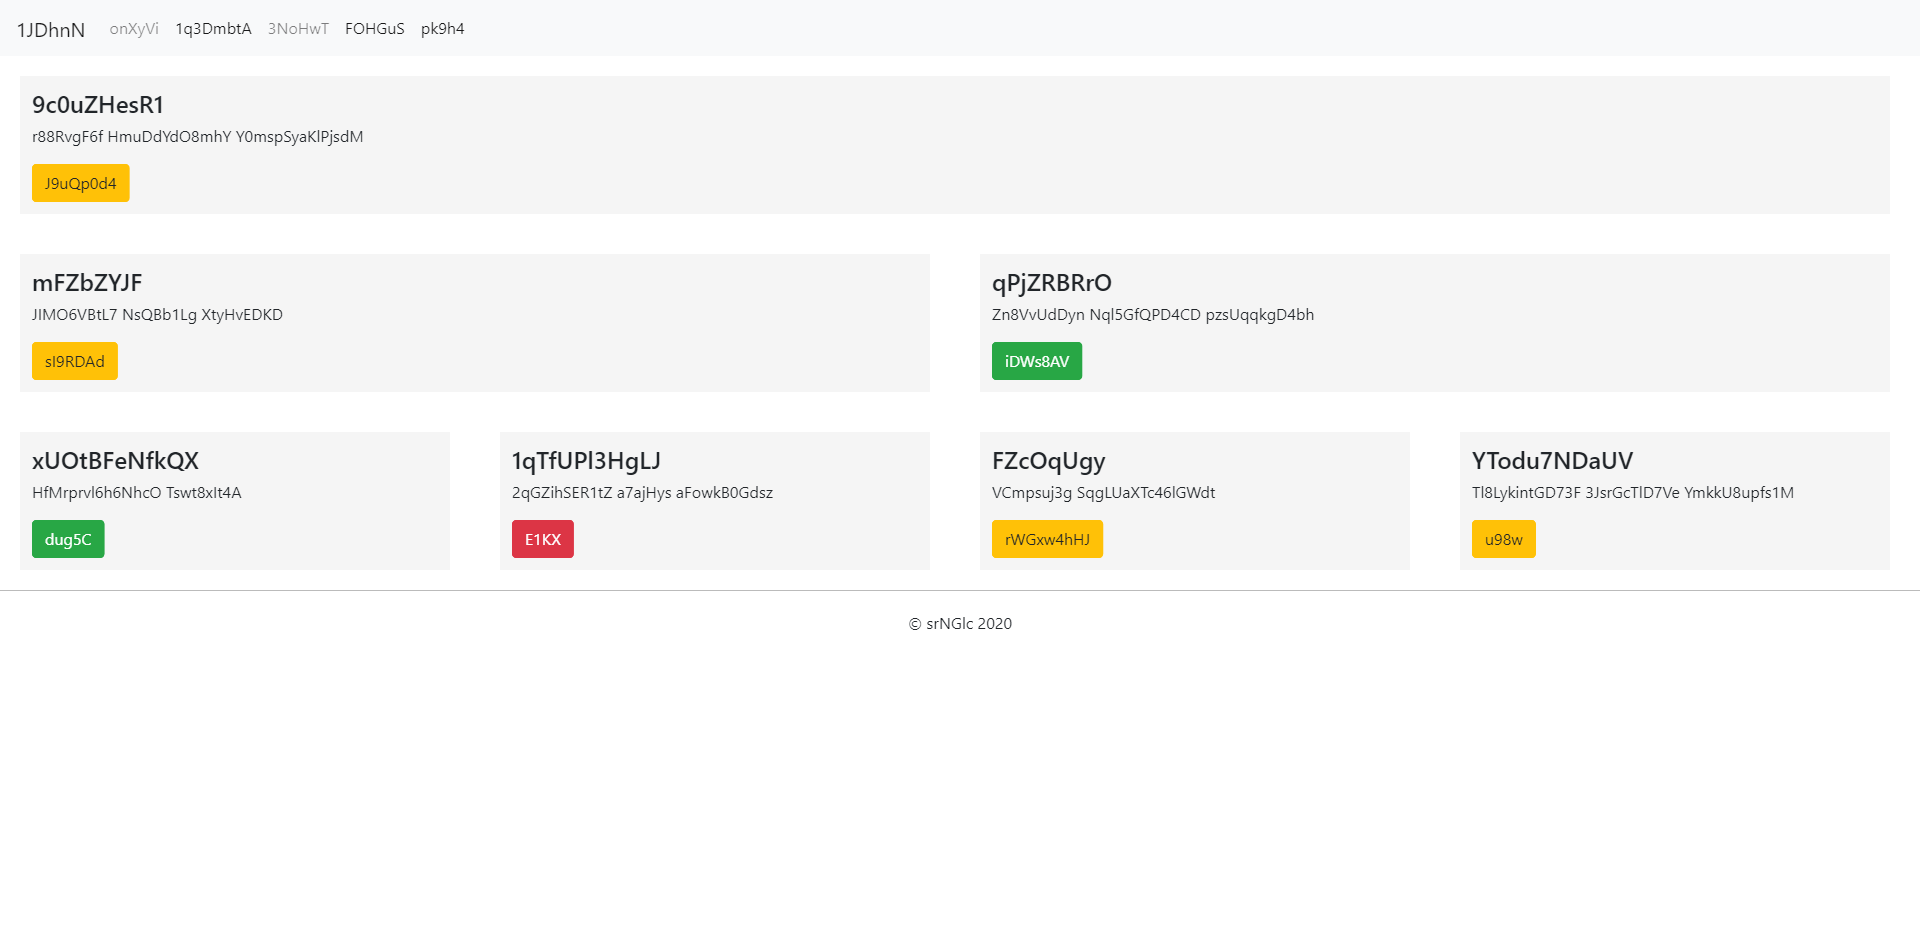 1JDhnN onXyVi 1q3DmbtA 3NoHwT FOHGuS pk9h4
9c0uZHesR1
r88RvgF6f HmuDdYdO8mhY Y0mspSyaKlPjsdM
J9uQp0d4
mFZbZYJF
JIMO6VBtL7 NsQBb1Lg XtyHvEDKD
sI9RDAd
qPjZRBRrO
Zn8VvUdDyn Nql5GfQPD4CD pzsUqqkgD4bh
iDWs8AV
xUOtBFeNfkQX
HfMrprvl6h6NhcO Tswt8xIt4A
dug5C
1qTfUPl3HgLJ
2qGZihSER1tZ a7ajHys aFowkB0Gdsz
E1KX
FZcOqUgy
VCmpsuj3g SqgLUaXTc46lGWdt
rWGxw4hHJ
YTodu7NDaUV
Tl8LykintGD73F 3JsrGcTlD7Ve YmkkU8upfs1M
u98w
© srNGlc 2020